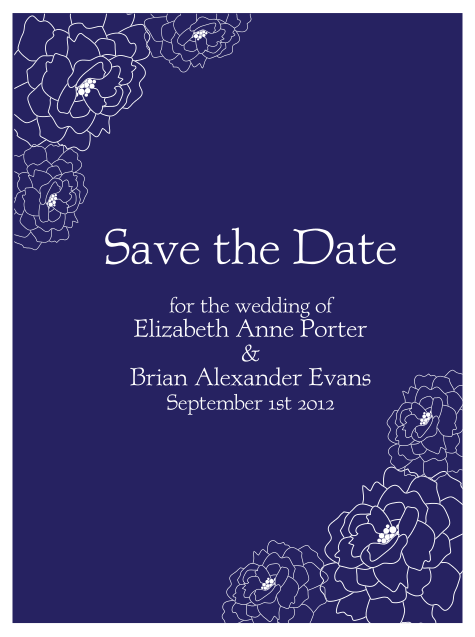 Save the Date
for the wedding of
Elizabeth Anne Porter
&
Brian Alexander Evans
September 1st 2012